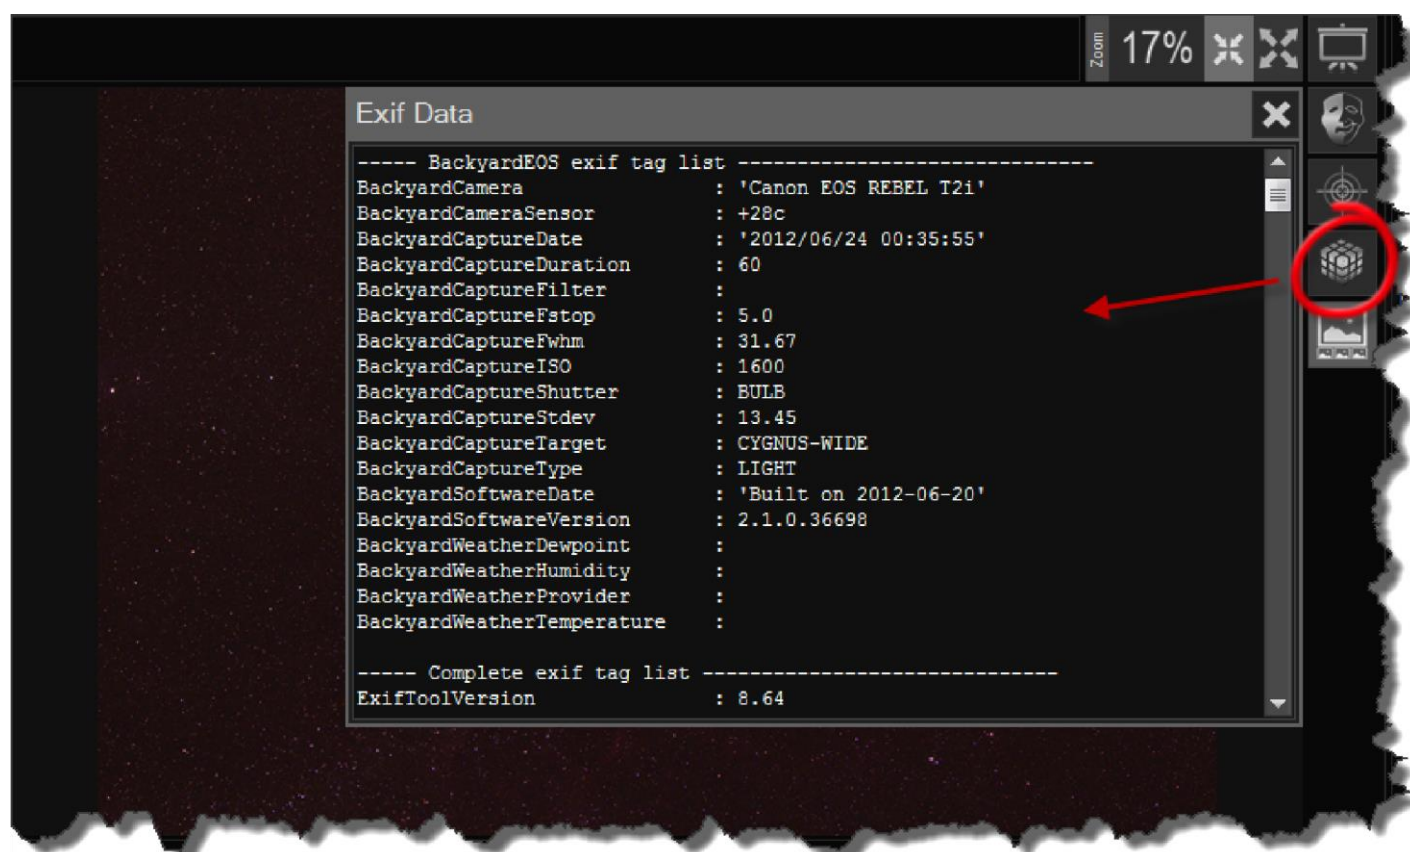 Zoom 17%
Exif Data
----- BackyardEOS exif tag list ------------------------------
BackyardCamera : 'Canon EOS REBEL T2i'
BackyardCameraSensor : +28c
BackyardCaptureDate : '2012/06/24 00:35:55'
BackyardCaptureDuration : 60
BackyardCaptureFilter :
BackyardCaptureFstop : 5.0
BackyardCaptureFwhm : 31.67
BackyardCaptureISO : 1600
BackyardCaptureShutter : BULB
BackyardCaptureStdev : 13.45
BackyardCaptureTarget : CYGNUS-WIDE
BackyardCaptureType : LIGHT
BackyardSoftwareDate : 'Built on 2012-06-20'
BackyardSoftwareVersion : 2.1.0.36698
BackyardWeatherDewpoint :
BackyardWeatherHumidity :
BackyardWeatherProvider :
BackyardWeatherTemperature :
----- Complete exif tag list ------------------------------
ExifToolVersion : 8.64